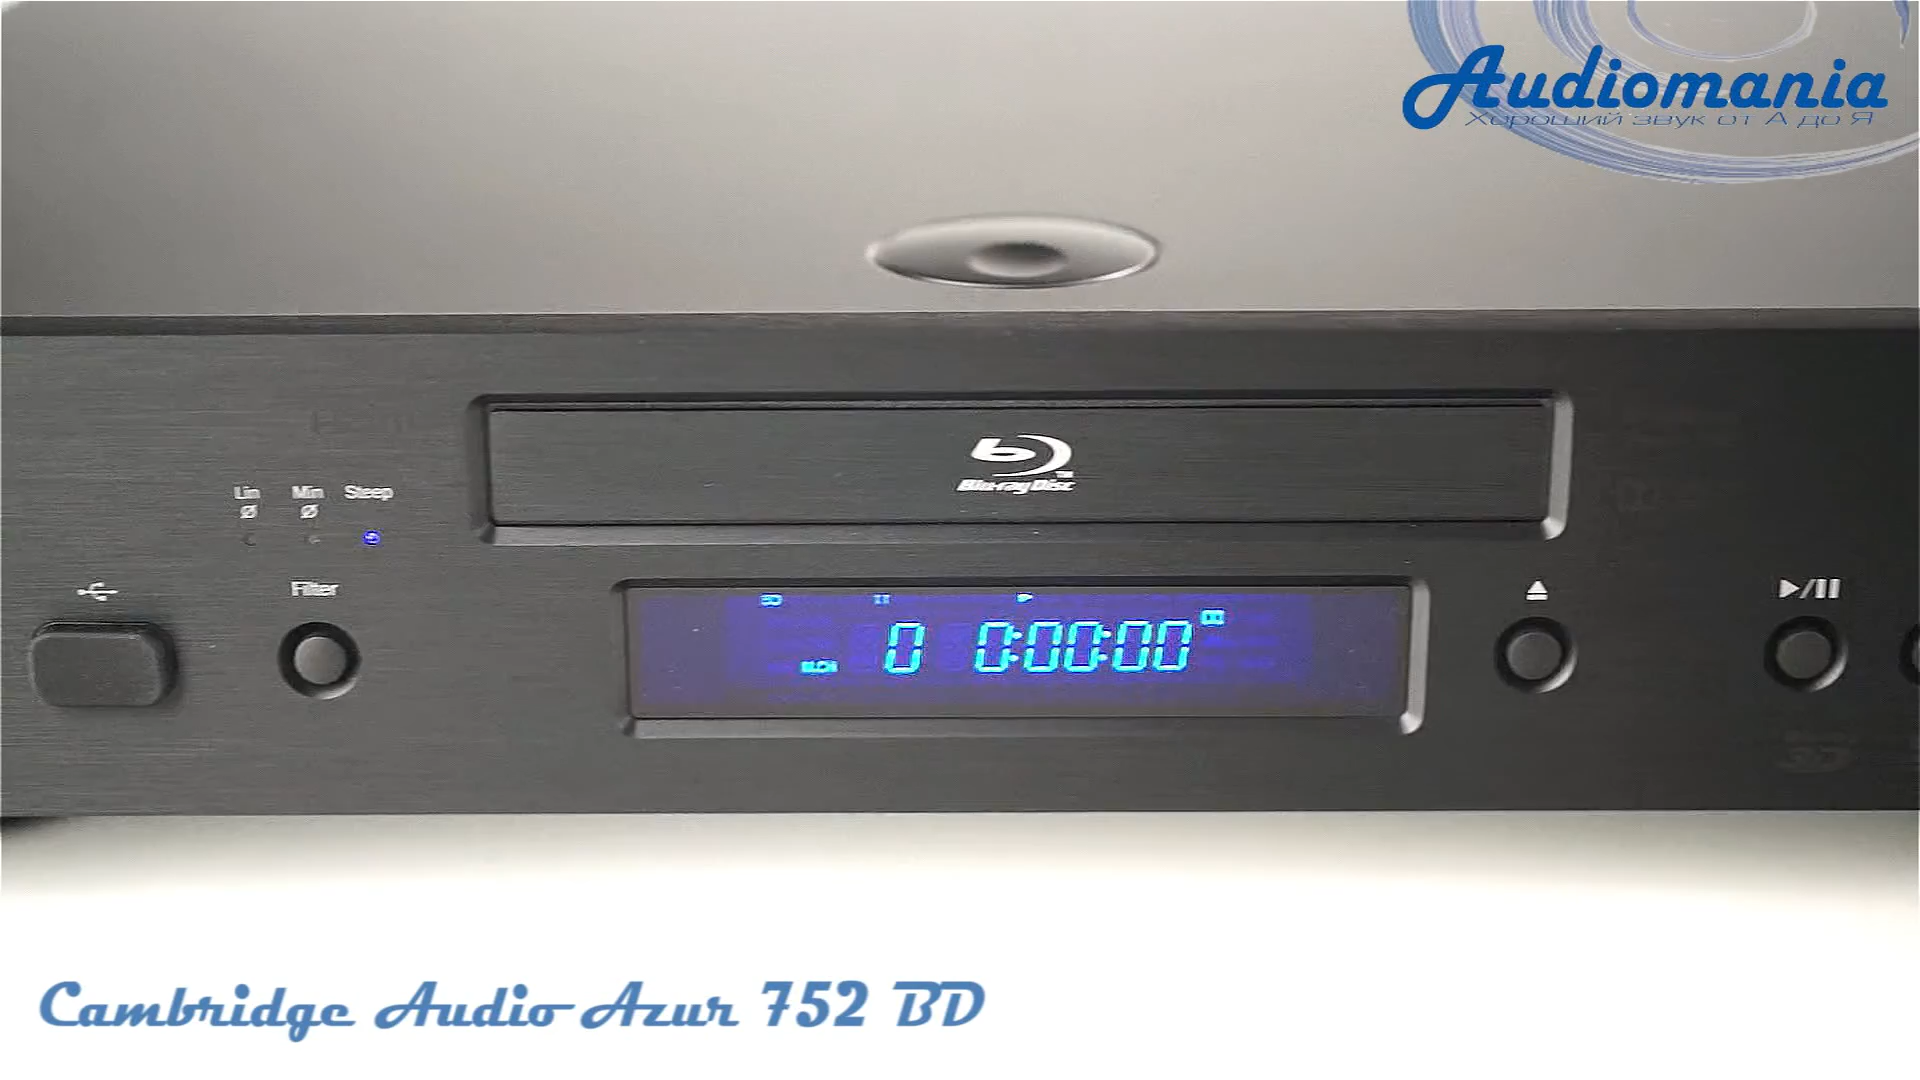 Audiomania
Хороший звук от А до Я
Blu-ray Disc
TM
Lin Min Steep
Ø Ø
Filter
BD
0 0:00:00
Cambridge Audio Azur 752 BD